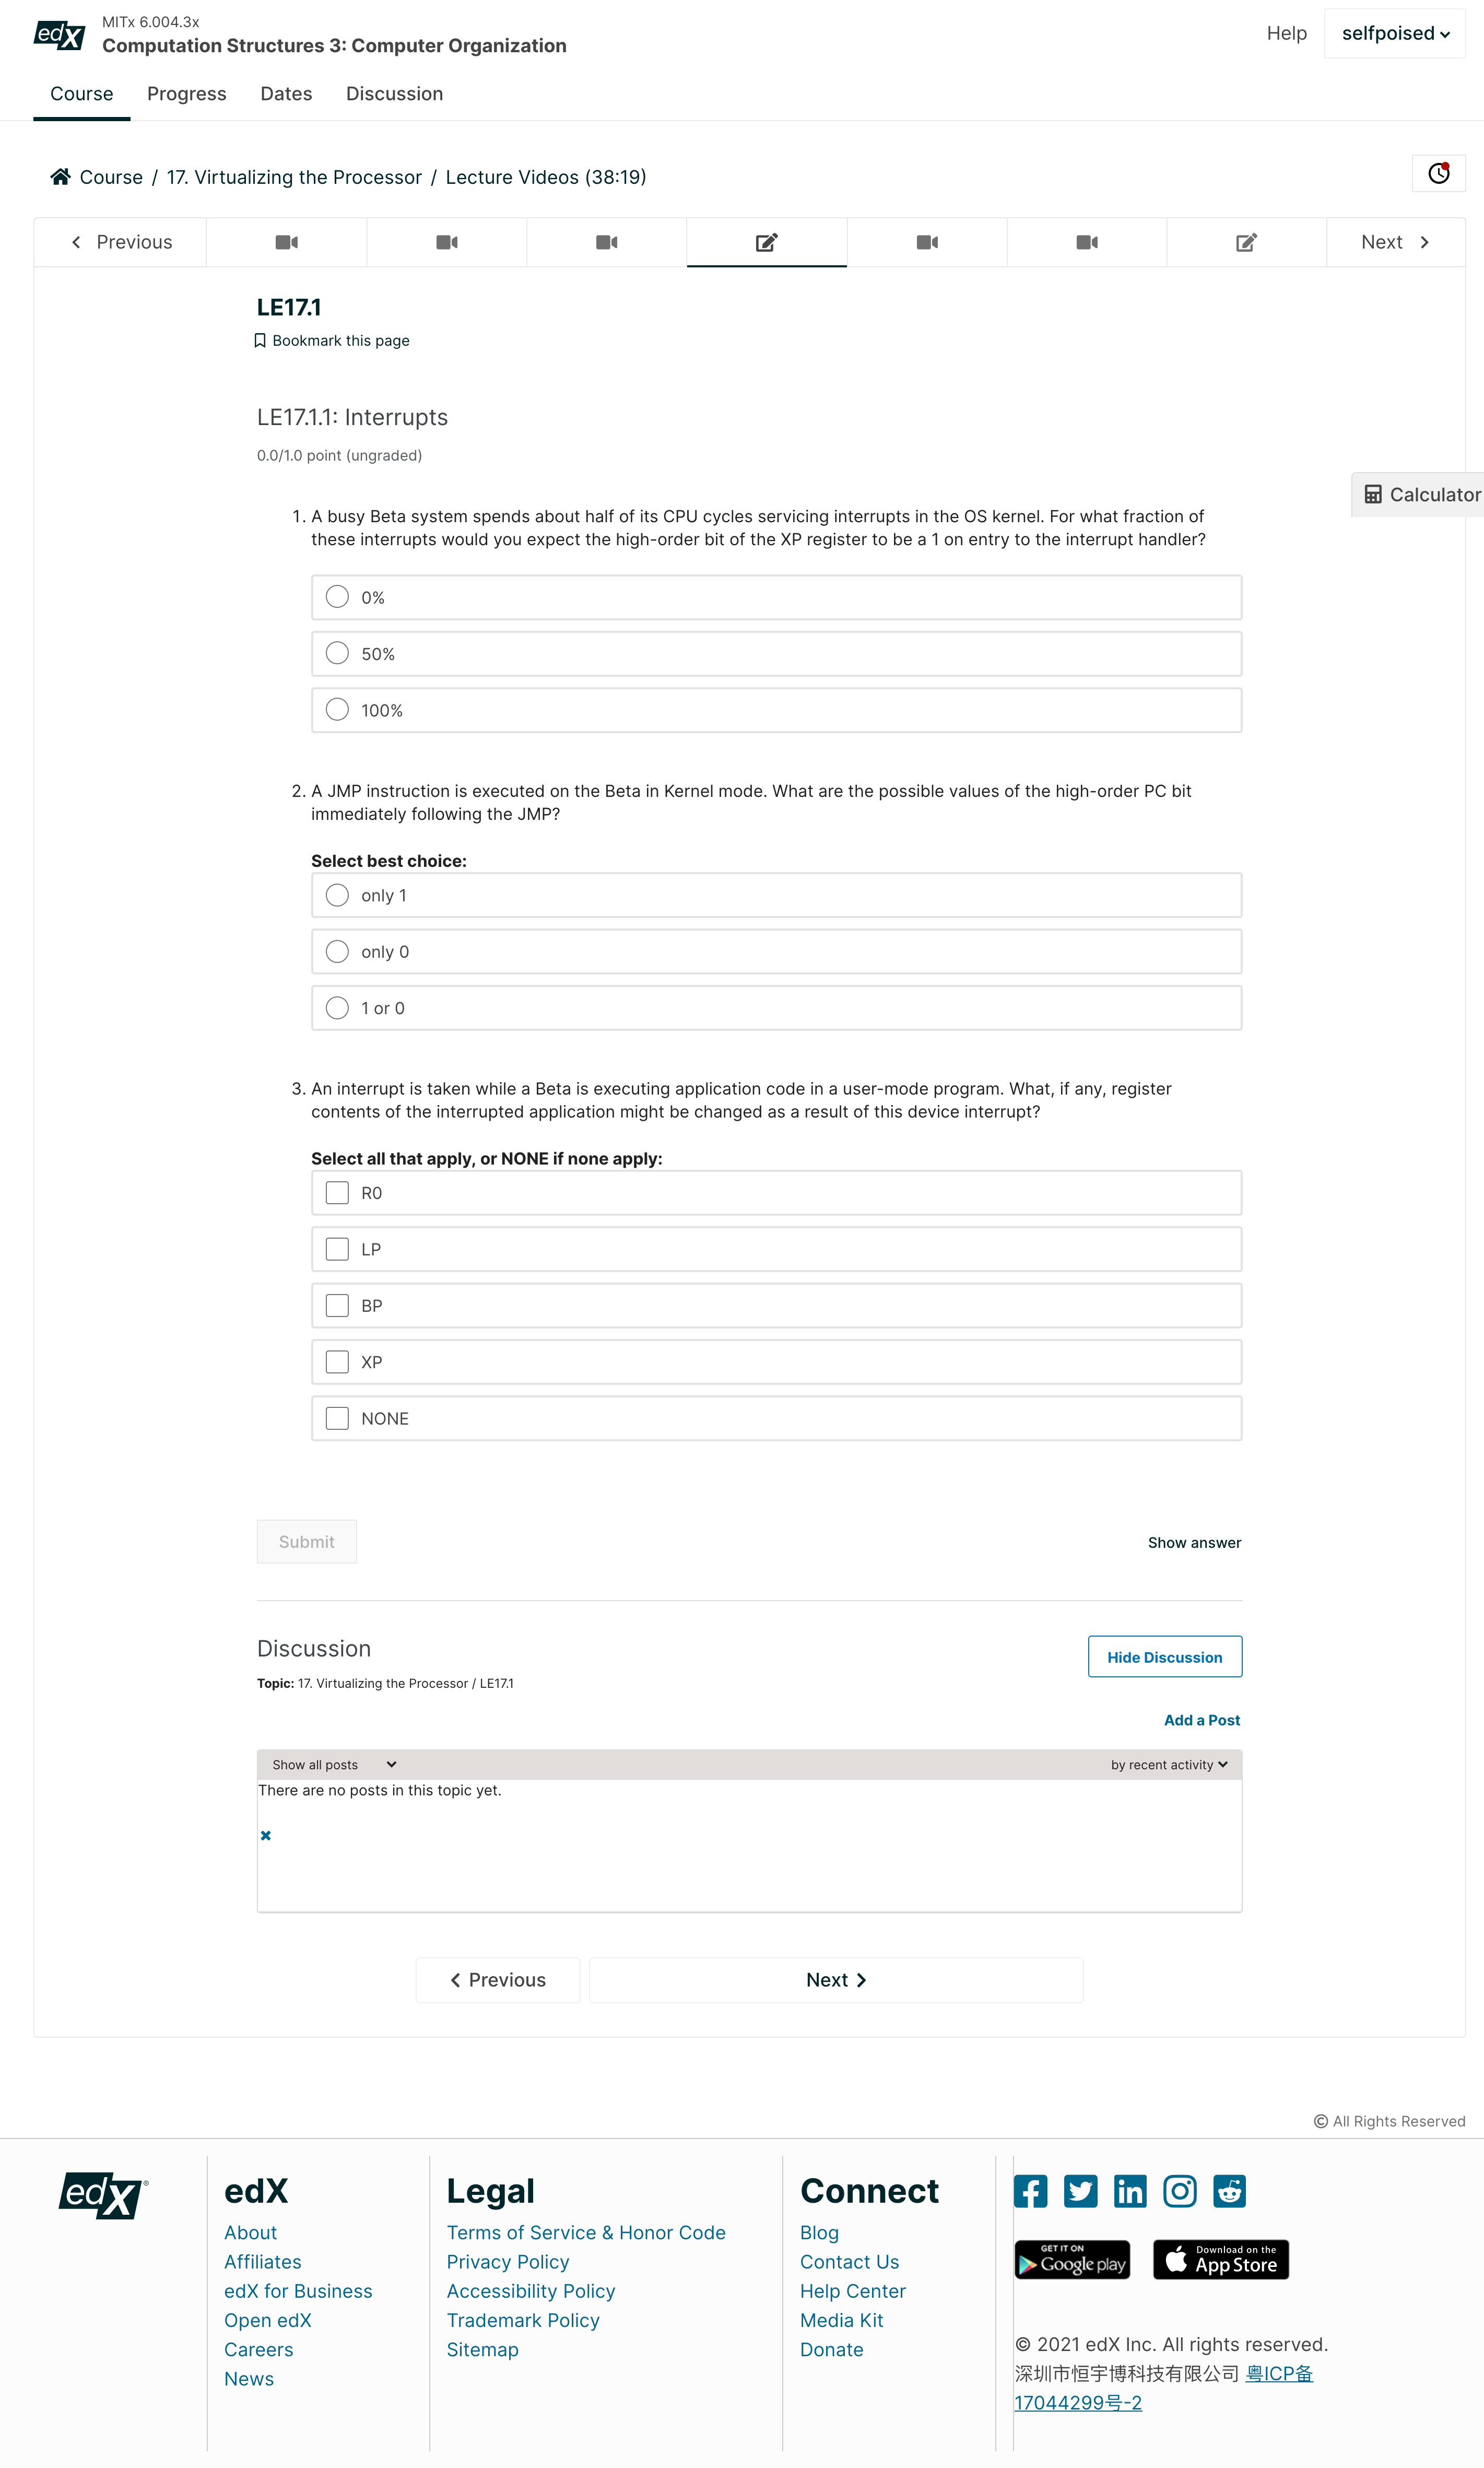 edX
MITx 6.004.3x
Computation Structures 3: Computer Organization
Help
selfpoised
Course
Progress
Dates
Discussion
Course / 17. Virtualizing the Processor / Lecture Videos (38:19)
Previous
Next
LE17.1
Bookmark this page
LE17.1.1: Interrupts
0.0/1.0 point (ungraded)
Calculator
1. A busy Beta system spends about half of its CPU cycles servicing interrupts in the OS kernel. For what fraction of
these interrupts would you expect the high-order bit of the XP register to be a 1 on entry to the interrupt handler?
0%
50%
100%
2. A JMP instruction is executed on the Beta in Kernel mode. What are the possible values of the high-order PC bit
immediately following the JMP?
Select best choice:
only 1
only 0
1 or 0
3. An interrupt is taken while a Beta is executing application code in a user-mode program. What, if any, register
contents of the interrupted application might be changed as a result of this device interrupt?
Select all that apply, or NONE if none apply:
R0
LP
BP
XP
NONE
Submit
Show answer
Discussion
Hide Discussion
Topic: 17. Virtualizing the Processor / LE17.1
Add a Post
Show all posts
by recent activity
There are no posts in this topic yet.
Previous
Next
© All Rights Reserved
edX®
edX
About
Affiliates
edX for Business
Open edX
Careers
News
Legal
Terms of Service & Honor Code
Privacy Policy
Accessibility Policy
Trademark Policy
Sitemap
Connect
Blog
Contact Us
Help Center
Media Kit
Donate
GET IT ON
Google play
Download on the
App Store
© 2021 edX Inc. All rights reserved.
深圳市恒宇博科技有限公司 粤ICP备
17044299号-2